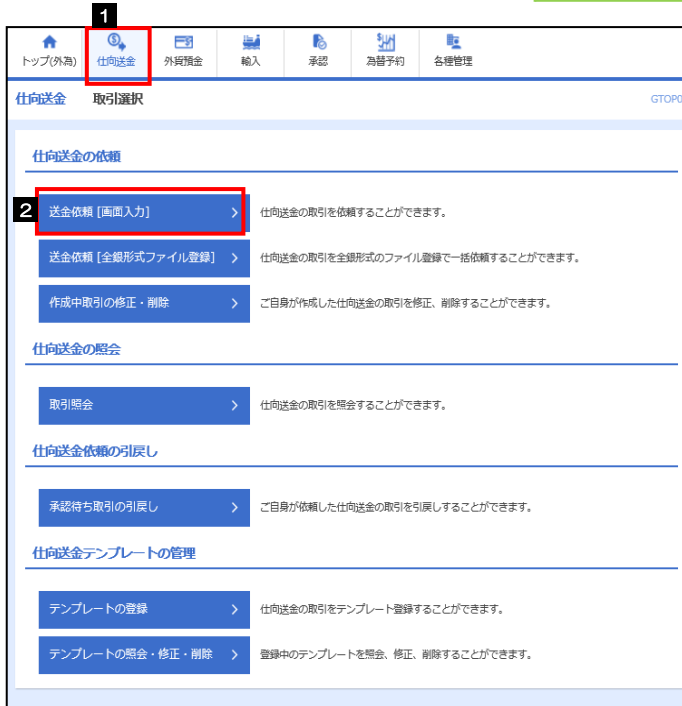 1
トップ(外為) 仕向送金 外貨預金 輸入 承認 為替予約 各種管理
仕向送金 取引選択 GTOP0
仕向送金の依頼
2 送金依頼 [画面入力] 仕向送金の取引を依頼することができます。
送金依頼 [全銀形式ファイル登録] 仕向送金の取引を全銀形式のファイル登録で一括依頼することができます。
作成中取引の修正・削除 ご自身が作成した仕向送金の取引を修正、削除することができます。
仕向送金の照会
取引照会 仕向送金の取引を照会することができます。
仕向送金依頼の引戻し
承認待ち取引の引戻し ご自身が依頼した仕向送金の取引を引戻しすることができます。
仕向送金テンプレートの管理
テンプレートの登録 仕向送金の取引をテンプレート登録することができます。
テンプレートの照会・修正・削除 登録中のテンプレートを照会、修正、削除することができます。